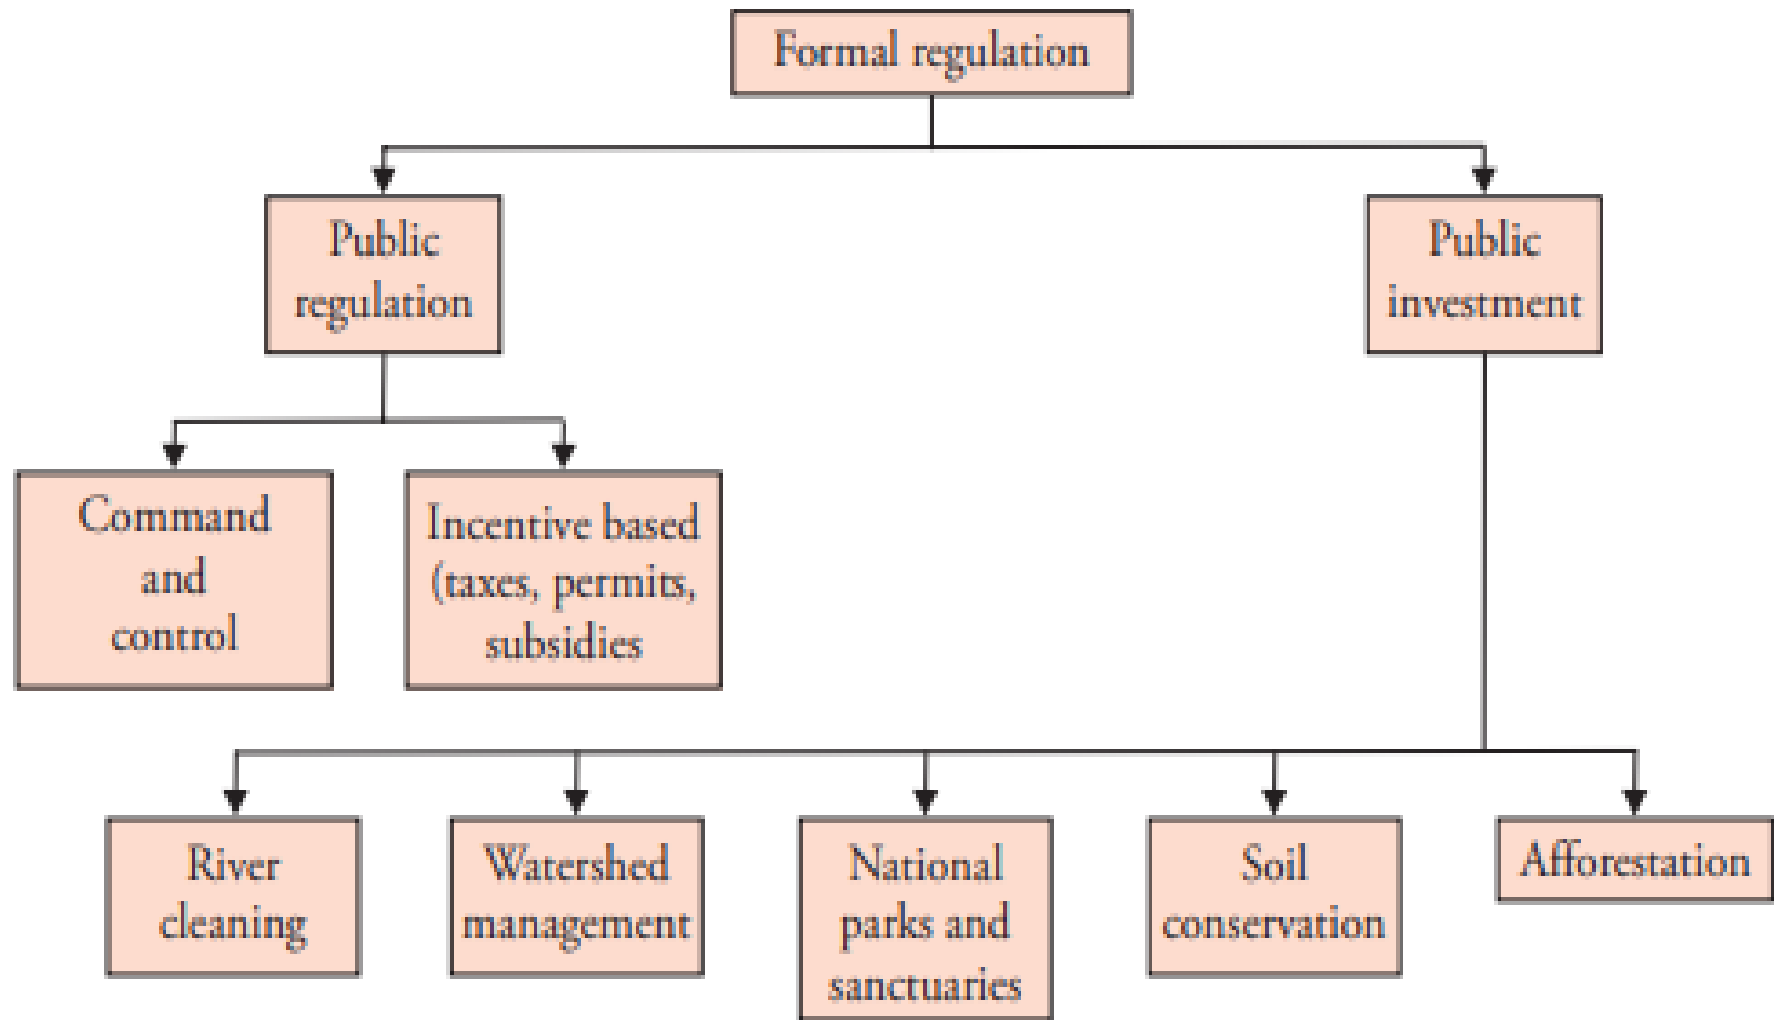 Formal regulation
Public
regulation
Public
investment
Command
and
control
Incentive based
(taxes, permits,
subsidies
River
cleaning
Watershed
management
National
parks and
sanctuaries
Soil
conservation
Afforestation